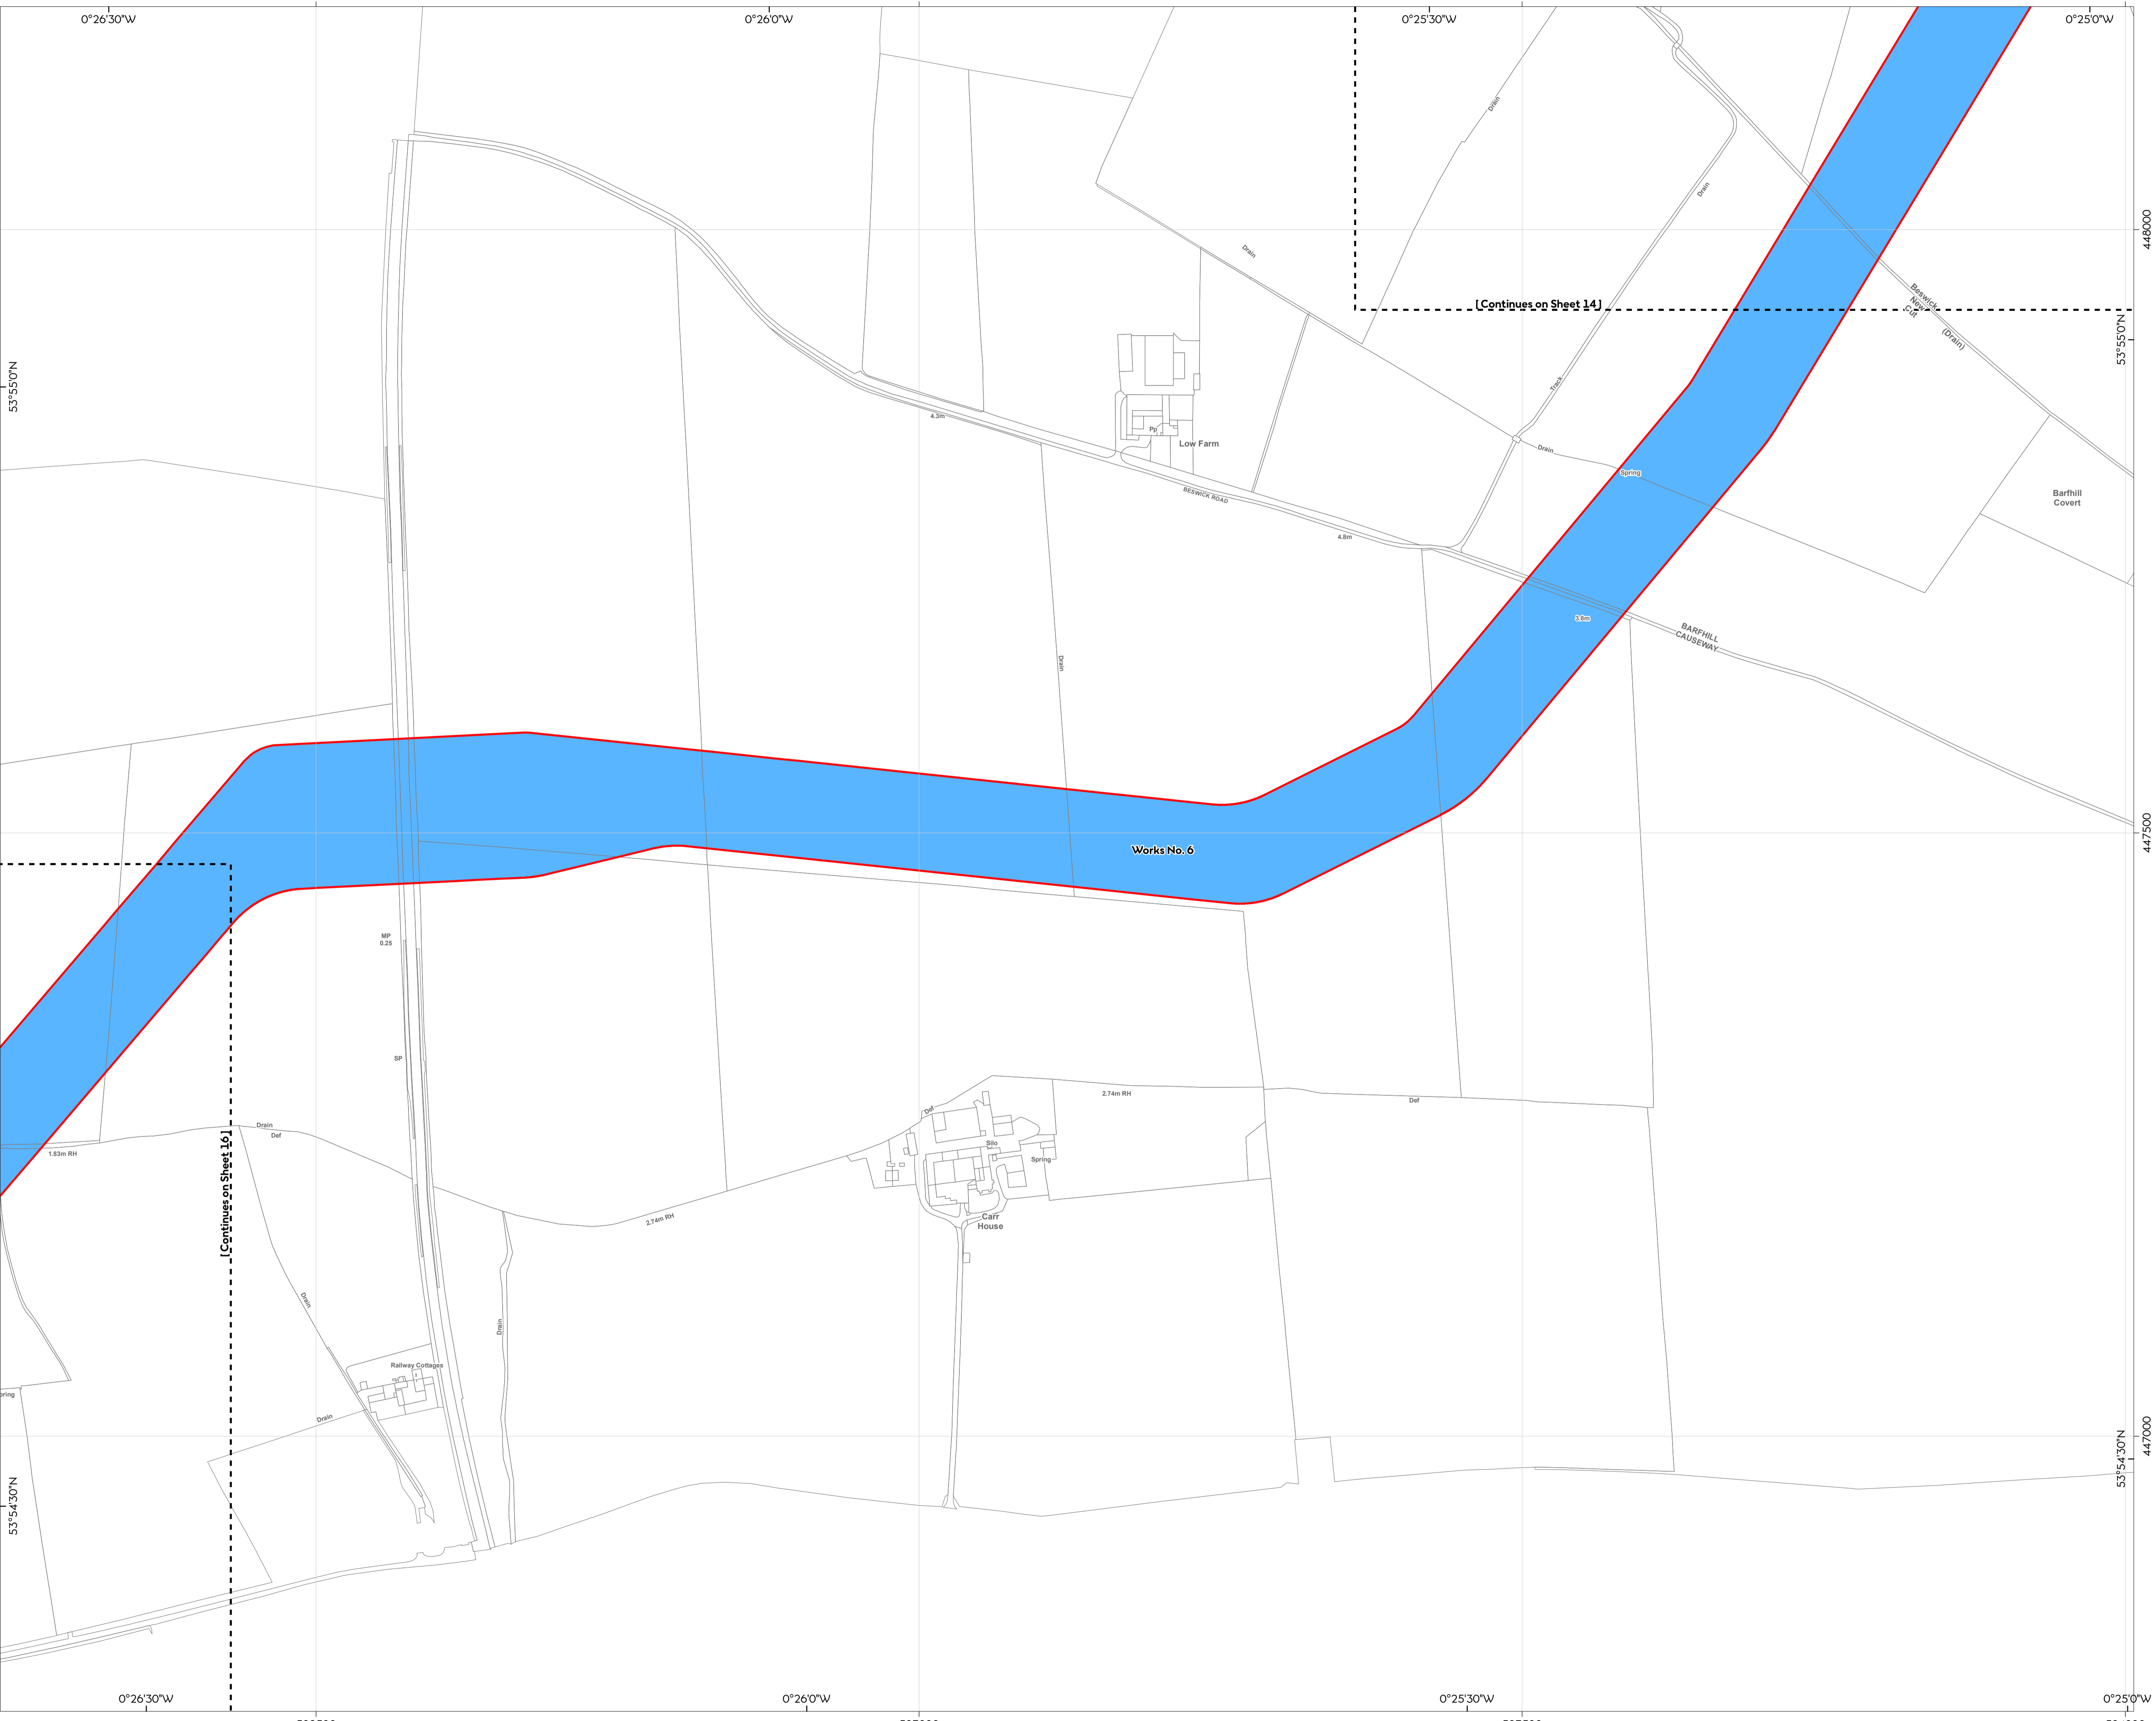 0°26'30"W
0°26'0"W
0°25'30"W
0°25'0"W
Drain
Drain
448000
Drain
[Continues on Sheet 14]
Beswick
New
Cut
(Drain)
53°55'0"N
53°55'0"N
Track
4.3m
Pp
Low Farm
Drain
Spring
BESWICK ROAD
Barfhill
Covert
4.8m
3.9m
BARFHILL
CAUSEWAY
Drain
447500
Works No. 6
MP
0.25
SP
2.74m RH
Def
Def
Drain
Def
1.83m RH
Silo
Spring
[Continues on Sheet 16]
2.74m RH
Carr
House
Drain
Drain
Railway Cottages
pring
Drain
447000
53°54'30"N
53°54'30"N
0°26'30"W
0°26'0"W
0°25'30"W
0°25'0"W